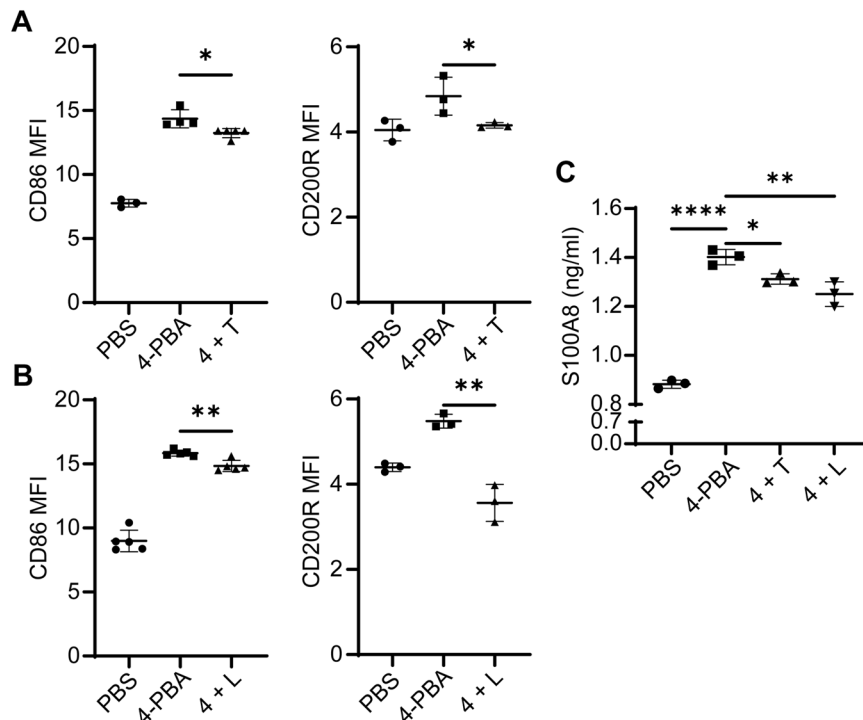 A
CD86 MFI
20
15
10
5
0
*
PBS
4-PBA
4 + T
CD200R MFI
6
4
2
0
*
PBS
4-PBA
4 + T
B
CD86 MFI
20
15
10
5
0
**
PBS
4-PBA
4 + L
CD200R MFI
6
4
2
0
**
PBS
4-PBA
4 + L
C
S100A8 (ng/ml)
1.6
1.4
1.2
1.0
0.8
0.7
0.0
**
****
*
PBS
4-PBA
4 + T
4 + L